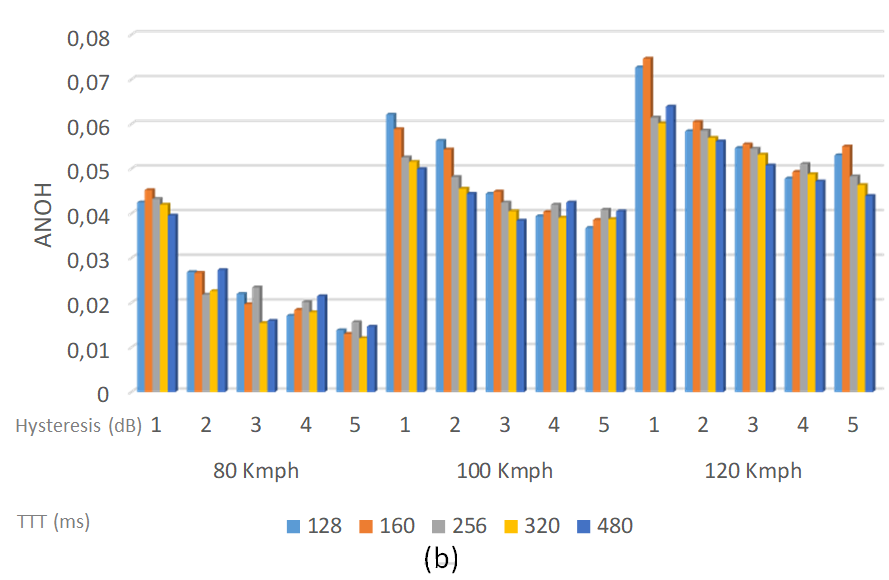 0,08
0,07
0,06
0,05
0,04
0,03
0,02
0,01
0
ANOH
Hysteresis (dB) 1 2 3 4 5 1 2 3 4 5 1 2 3 4 5
80 Kmph 100 Kmph 120 Kmph
TTT (ms) 128 160 256 320 480
(b)